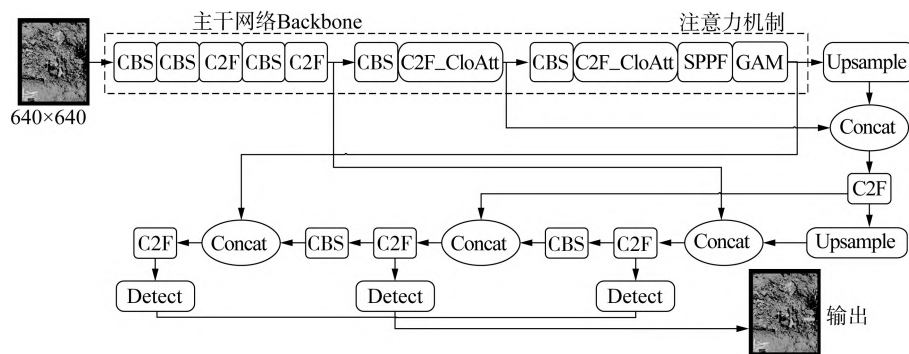 主干网络Backbone
注意力机制
CBS CBS C2F CBS C2F CBS C2F_CloAtt CBS C2F_CloAtt SPPF GAM Upsample
640×640
Concat
C2F
C2F Concat CBS C2F Concat CBS C2F Concat Upsample
Detect Detect Detect
输出